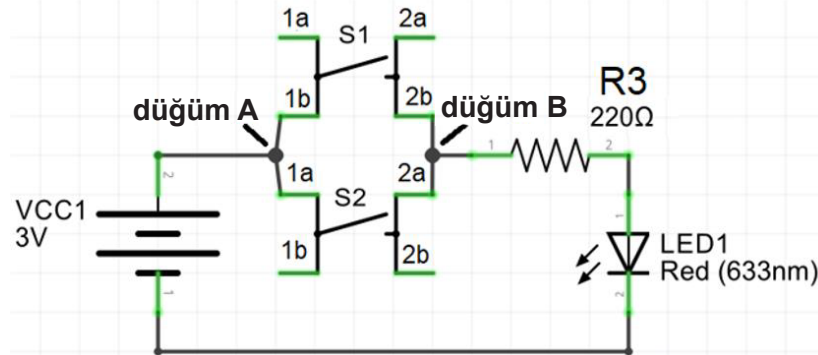 1a 2a
S1
1b 2b
düğüm A
düğüm B
R3
220Ω
1 2
1a 2a
S2
1b 2b
2
VCC1
3V
1
1
LED1
Red (633nm)
2